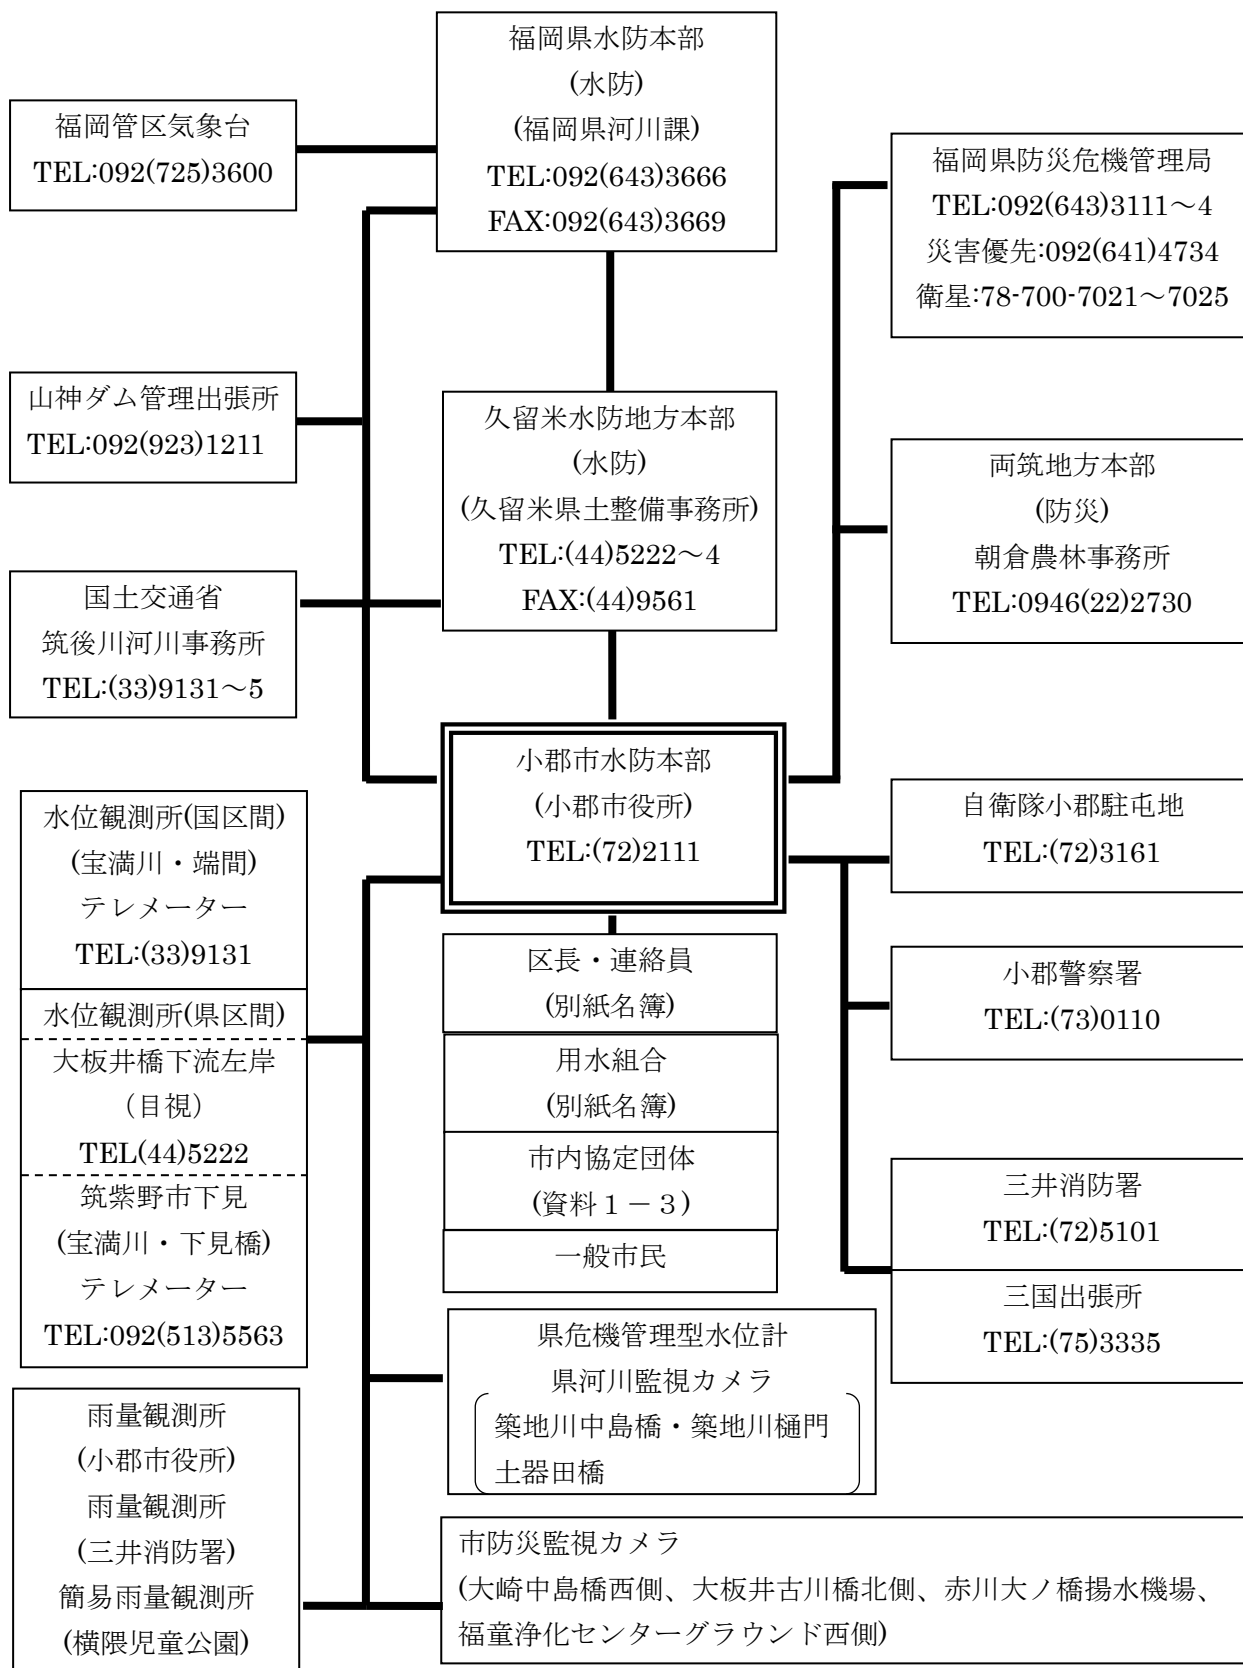 福岡県水防本部
(水防)
(福岡県河川課)
TEL:092(643)3666
FAX:092(643)3669
福岡管区気象台
TEL:092(725)3600
福岡県防災危機管理局
TEL:092(643)3111～4
災害優先:092(641)4734
衛星:78-700-7021～7025
山神ダム管理出張所
TEL:092(923)1211
久留米水防地方本部
(水防)
(久留米県土整備事務所)
TEL:(44)5222～4
FAX:(44)9561
両筑地方本部
(防災)
朝倉農林事務所
TEL:0946(22)2730
国土交通省
筑後川河川事務所
TEL:(33)9131～5
小郡市水防本部
(小郡市役所)
TEL:(72)2111
自衛隊小郡駐屯地
TEL:(72)3161
水位観測所(国区間)
(宝満川・端間)
テレメーター
TEL:(33)9131
水位観測所(県区間)
大板井橋下流左岸
（目視）
TEL(44)5222
筑紫野市下見
(宝満川・下見橋)
テレメーター
TEL:092(513)5563
区長・連絡員
(別紙名簿)
用水組合
(別紙名簿)
市内協定団体
(資料１－３)
一般市民
小郡警察署
TEL:(73)0110
三井消防署
TEL:(72)5101
三国出張所
TEL:(75)3335
県危機管理型水位計
県河川監視カメラ
築地川中島橋・築地川樋門
土器田橋
雨量観測所
(小郡市役所)
雨量観測所
(三井消防署)
簡易雨量観測所
(横隈児童公園)
市防災監視カメラ
(大崎中島橋西側、大板井古川橋北側、赤川大ノ橋揚水機場、
福童浄化センターグラウンド西側)